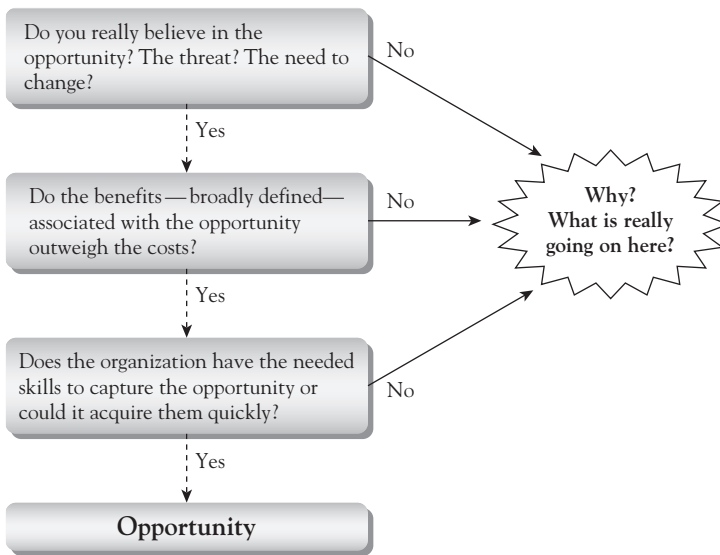 Do you really believe in the
opportunity? The threat? The need to
change?
No
Yes
Do the benefits—broadly defined—
associated with the opportunity
outweigh the costs?
No
Why?
What is really
going on here?
Yes
Does the organization have the needed
skills to capture the opportunity or
could it acquire them quickly?
No
Yes
Opportunity